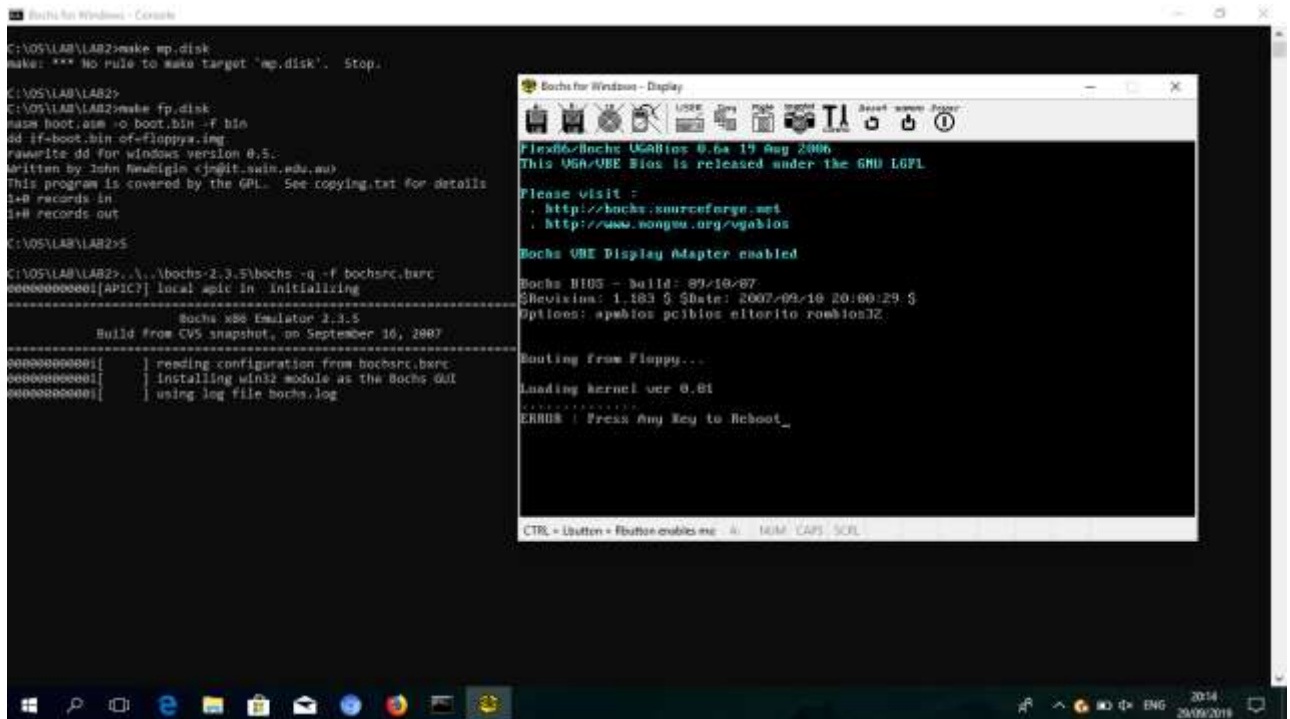 Bochs for Windows - Console
C:\OS\LAB\LAB2>make mp.disk
make: *** No rule to make target `mp.disk'.  Stop.
C:\OS\LAB\LAB2>
C:\OS\LAB\LAB2>make fp.disk
nasm boot.asm -o boot.bin -f bin
dd if=boot.bin of=floppya.img
rawwrite dd for windows version 0.5.
Written by John Newbigin <jn@it.swin.edu.au>
This program is covered by the GPL.  See copying.txt for details
1+0 records in
1+0 records out
C:\OS\LAB\LAB2>S
C:\OS\LAB\LAB2>..\..\bochs-2.3.5\bochs -q -f bochsrc.bxrc
00000000000i[APIC?] local apic in  initializing
========================================================================
Bochs x86 Emulator 2.3.5
Build from CVS snapshot, on September 16, 2007
========================================================================
00000000000i[     ] reading configuration from bochsrc.bxrc
00000000000i[     ] installing win32 module as the Bochs GUI
00000000000i[     ] using log file bochs.log
Bochs for Windows - Display
USER Copy Reset Power
Plex86/Bochs VGABios 0.6a 19 Aug 2006
This VGA/VBE Bios is released under the GNU LGPL
Please visit :
. http://bochs.sourceforge.net
. http://www.nongnu.org/vgabios
Bochs VBE Display Adapter enabled
Bochs BIOS - build: 09/10/07
$Revision: 1.183 $ $Date: 2007/09/10 20:00:29 $
Options: apmbios pcibios eltorito rombios32
Booting from Floppy...
Loading kernel ver 0.01
..............
ERROR : Press Any Key to Reboot_
CTRL + Lbutton + Rbutton enables mo A: NUM CAPS SCRL
ENG
20:14
29/09/2019